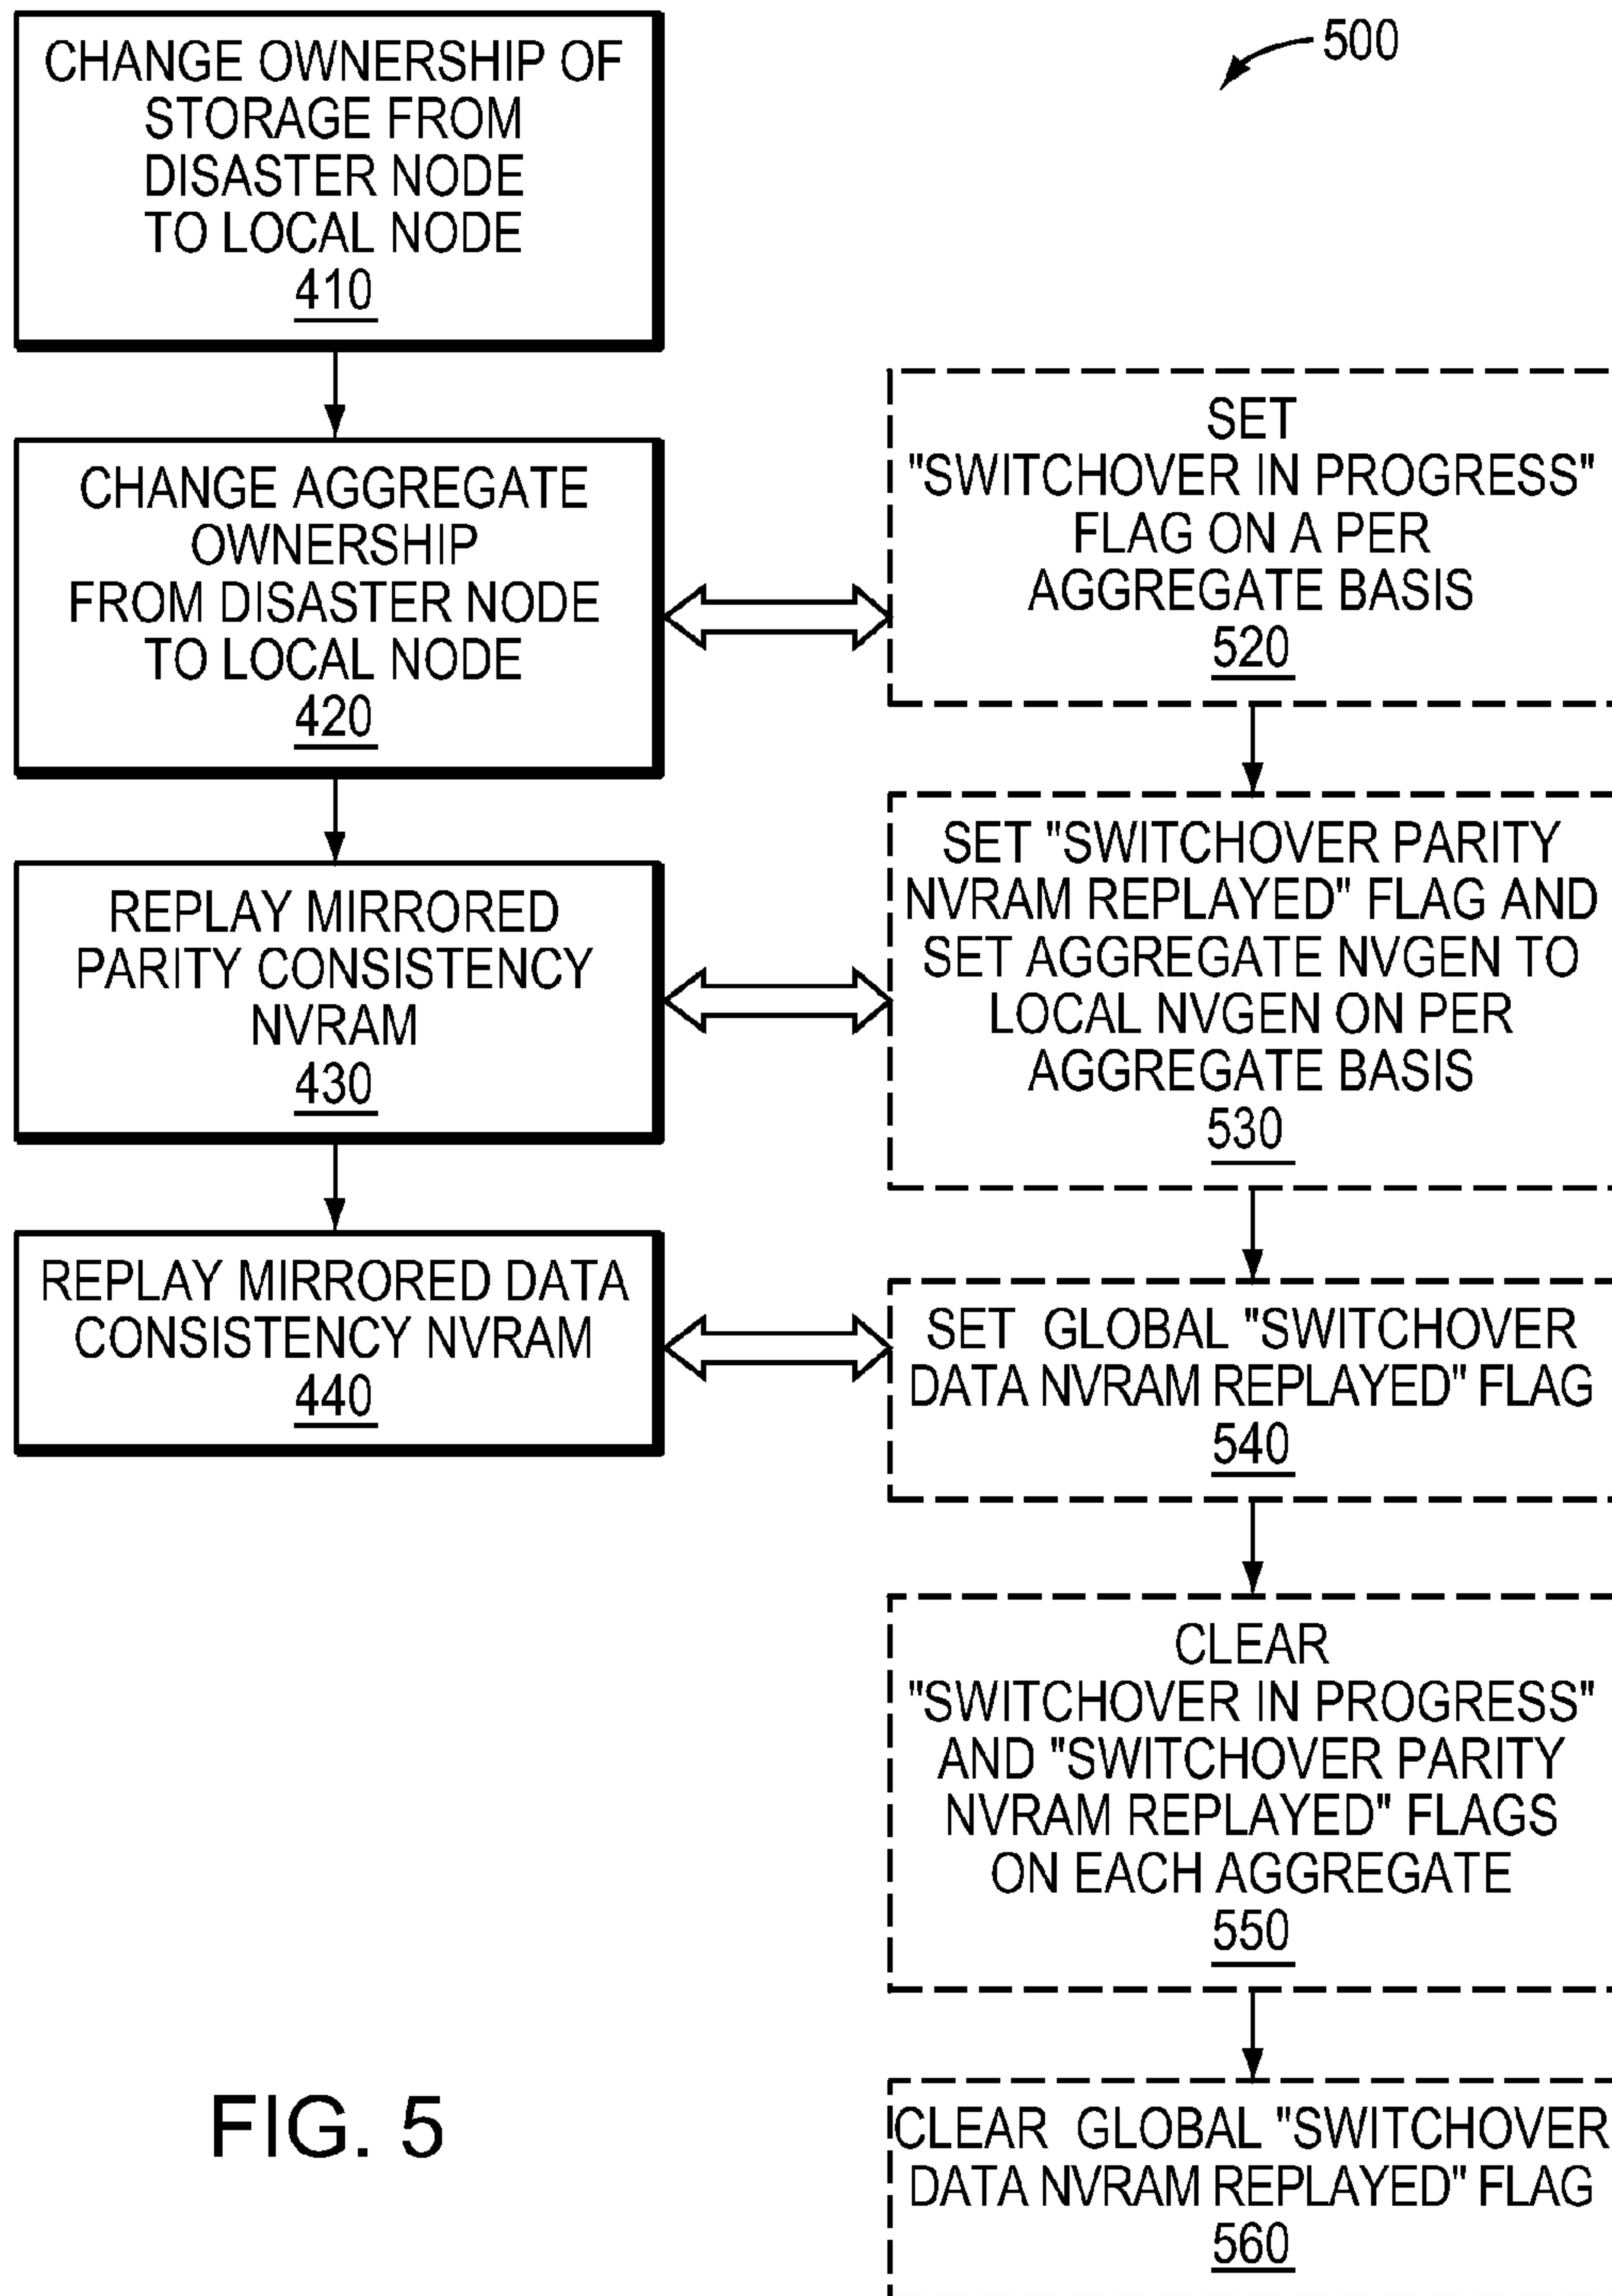 500
CHANGE OWNERSHIP OF
STORAGE FROM
DISASTER NODE
TO LOCAL NODE
410
CHANGE AGGREGATE
OWNERSHIP
FROM DISASTER NODE
TO LOCAL NODE
420
REPLAY MIRRORED
PARITY CONSISTENCY
NVRAM
430
REPLAY MIRRORED DATA
CONSISTENCY NVRAM
440
SET
"SWITCHOVER IN PROGRESS"
FLAG ON A PER
AGGREGATE BASIS
520
SET "SWITCHOVER PARITY
NVRAM REPLAYED" FLAG AND
SET AGGREGATE NVGEN TO
LOCAL NVGEN ON PER
AGGREGATE BASIS
530
SET GLOBAL "SWITCHOVER
DATA NVRAM REPLAYED" FLAG
540
CLEAR
"SWITCHOVER IN PROGRESS"
AND "SWITCHOVER PARITY
NVRAM REPLAYED" FLAGS
ON EACH AGGREGATE
550
CLEAR GLOBAL "SWITCHOVER
DATA NVRAM REPLAYED" FLAG
560
FIG. 5